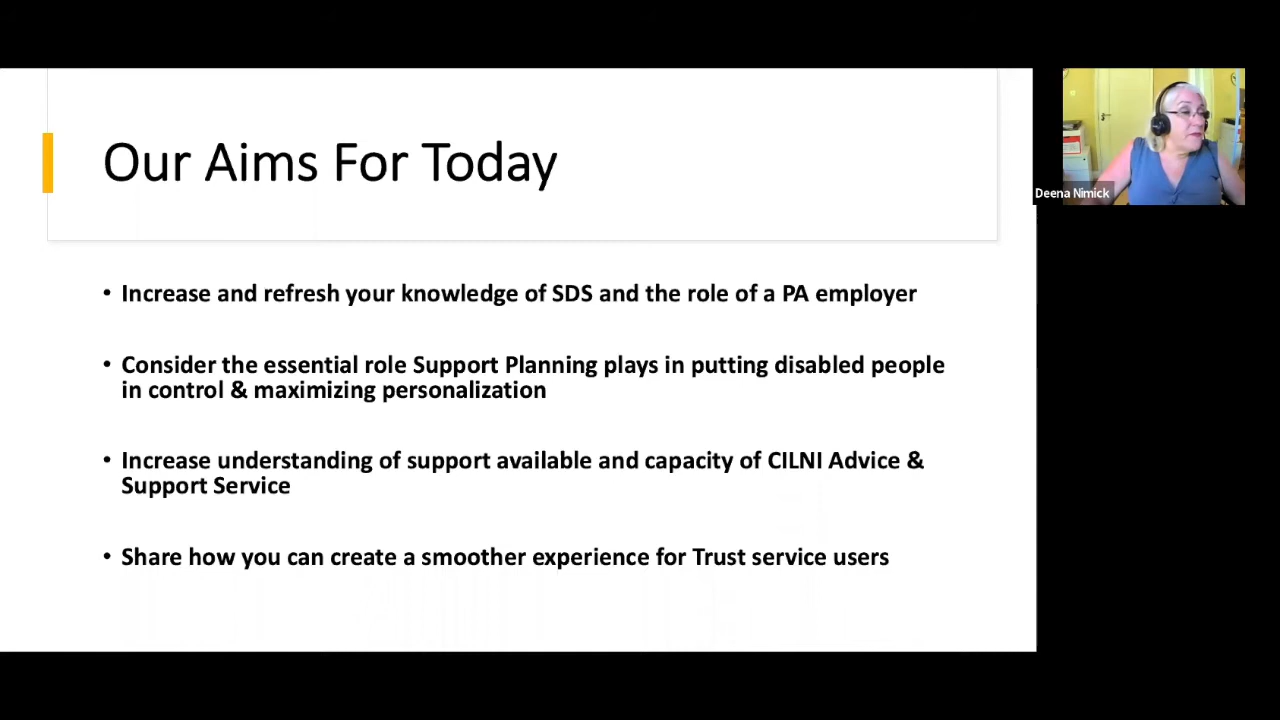 Our Aims For Today
Deena Nimick
• Increase and refresh your knowledge of SDS and the role of a PA employer
• Consider the essential role Support Planning plays in putting disabled people
in control & maximizing personalization
• Increase understanding of support available and capacity of CILNI Advice &
Support Service
• Share how you can create a smoother experience for Trust service users